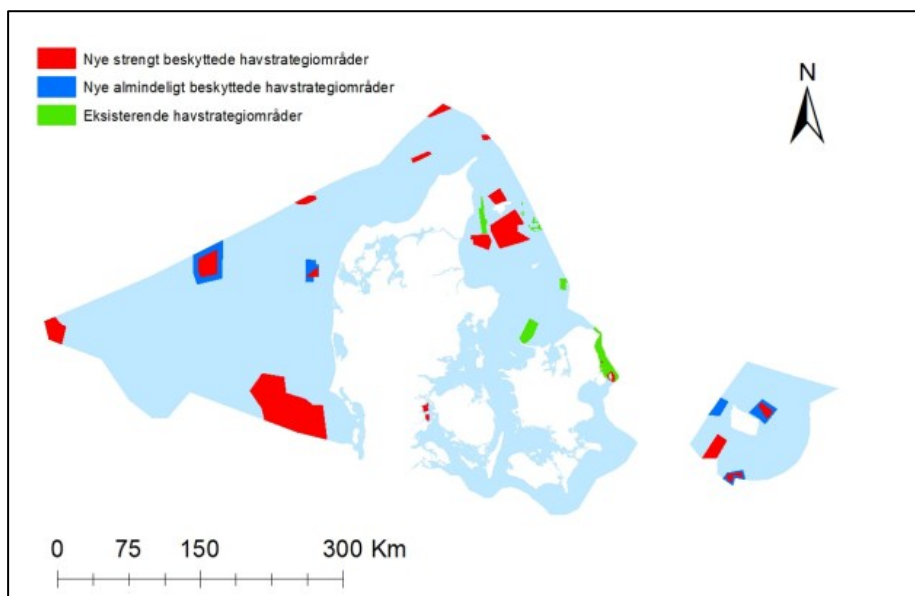 Nye strengt beskyttede havstrategiområder
Nye almindeligt beskyttede havstrategiområder
Eksisterende havstrategiområder
N
0 75 150 300 Km